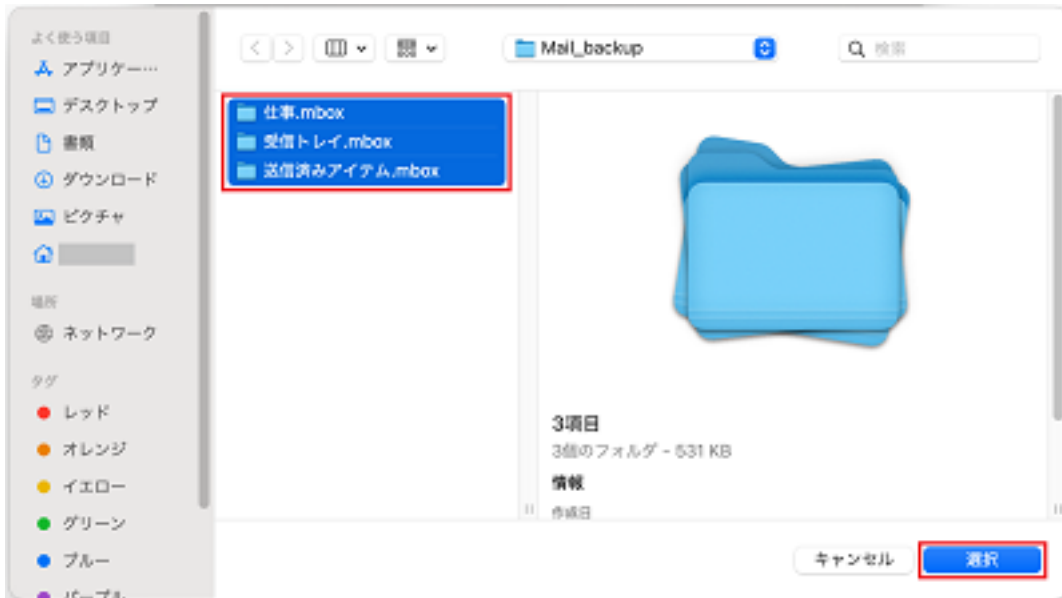 よく使う項目
アプリケー…
デスクトップ
書類
ダウンロード
ピクチャ
場所
ネットワーク
タグ
レッド
オレンジ
イエロー
グリーン
ブルー
パープル
Mail_backup
検索
仕事.mbox
受信トレイ.mbox
送信済みアイテム.mbox
3項目
3個のフォルダ - 531 KB
情報
作成日
キャンセル
選択